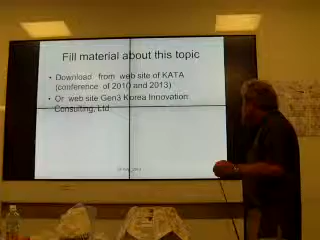 Fill material about this topic
• Download from web site of KATA
(conference of 2010 and 2013)
• Or web site Gen3 Korea Innovation
Consulting, Ltd